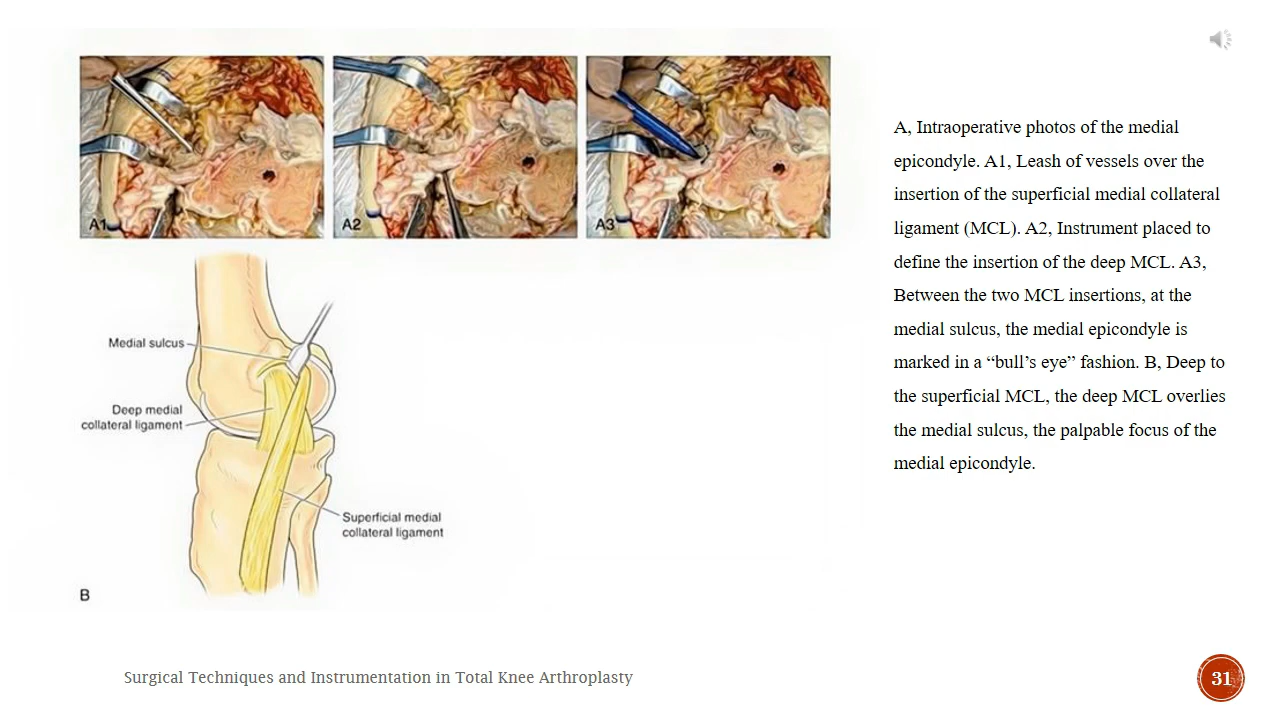 A1
A2
A3
Medial sulcus
Deep medial
collateral ligament
Superficial medial
collateral ligament
B
A, Intraoperative photos of the medial
epicondyle. A1, Leash of vessels over the
insertion of the superficial medial collateral
ligament (MCL). A2, Instrument placed to
define the insertion of the deep MCL. A3,
Between the two MCL insertions, at the
medial sulcus, the medial epicondyle is
marked in a “bull’s eye” fashion. B, Deep to
the superficial MCL, the deep MCL overlies
the medial sulcus, the palpable focus of the
medial epicondyle.
Surgical Techniques and Instrumentation in Total Knee Arthroplasty
31